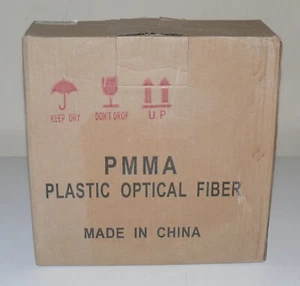 KEEP DRY DON'T DROP UP
PMMA
PLASTIC OPTICAL FIBER
MADE IN CHINA